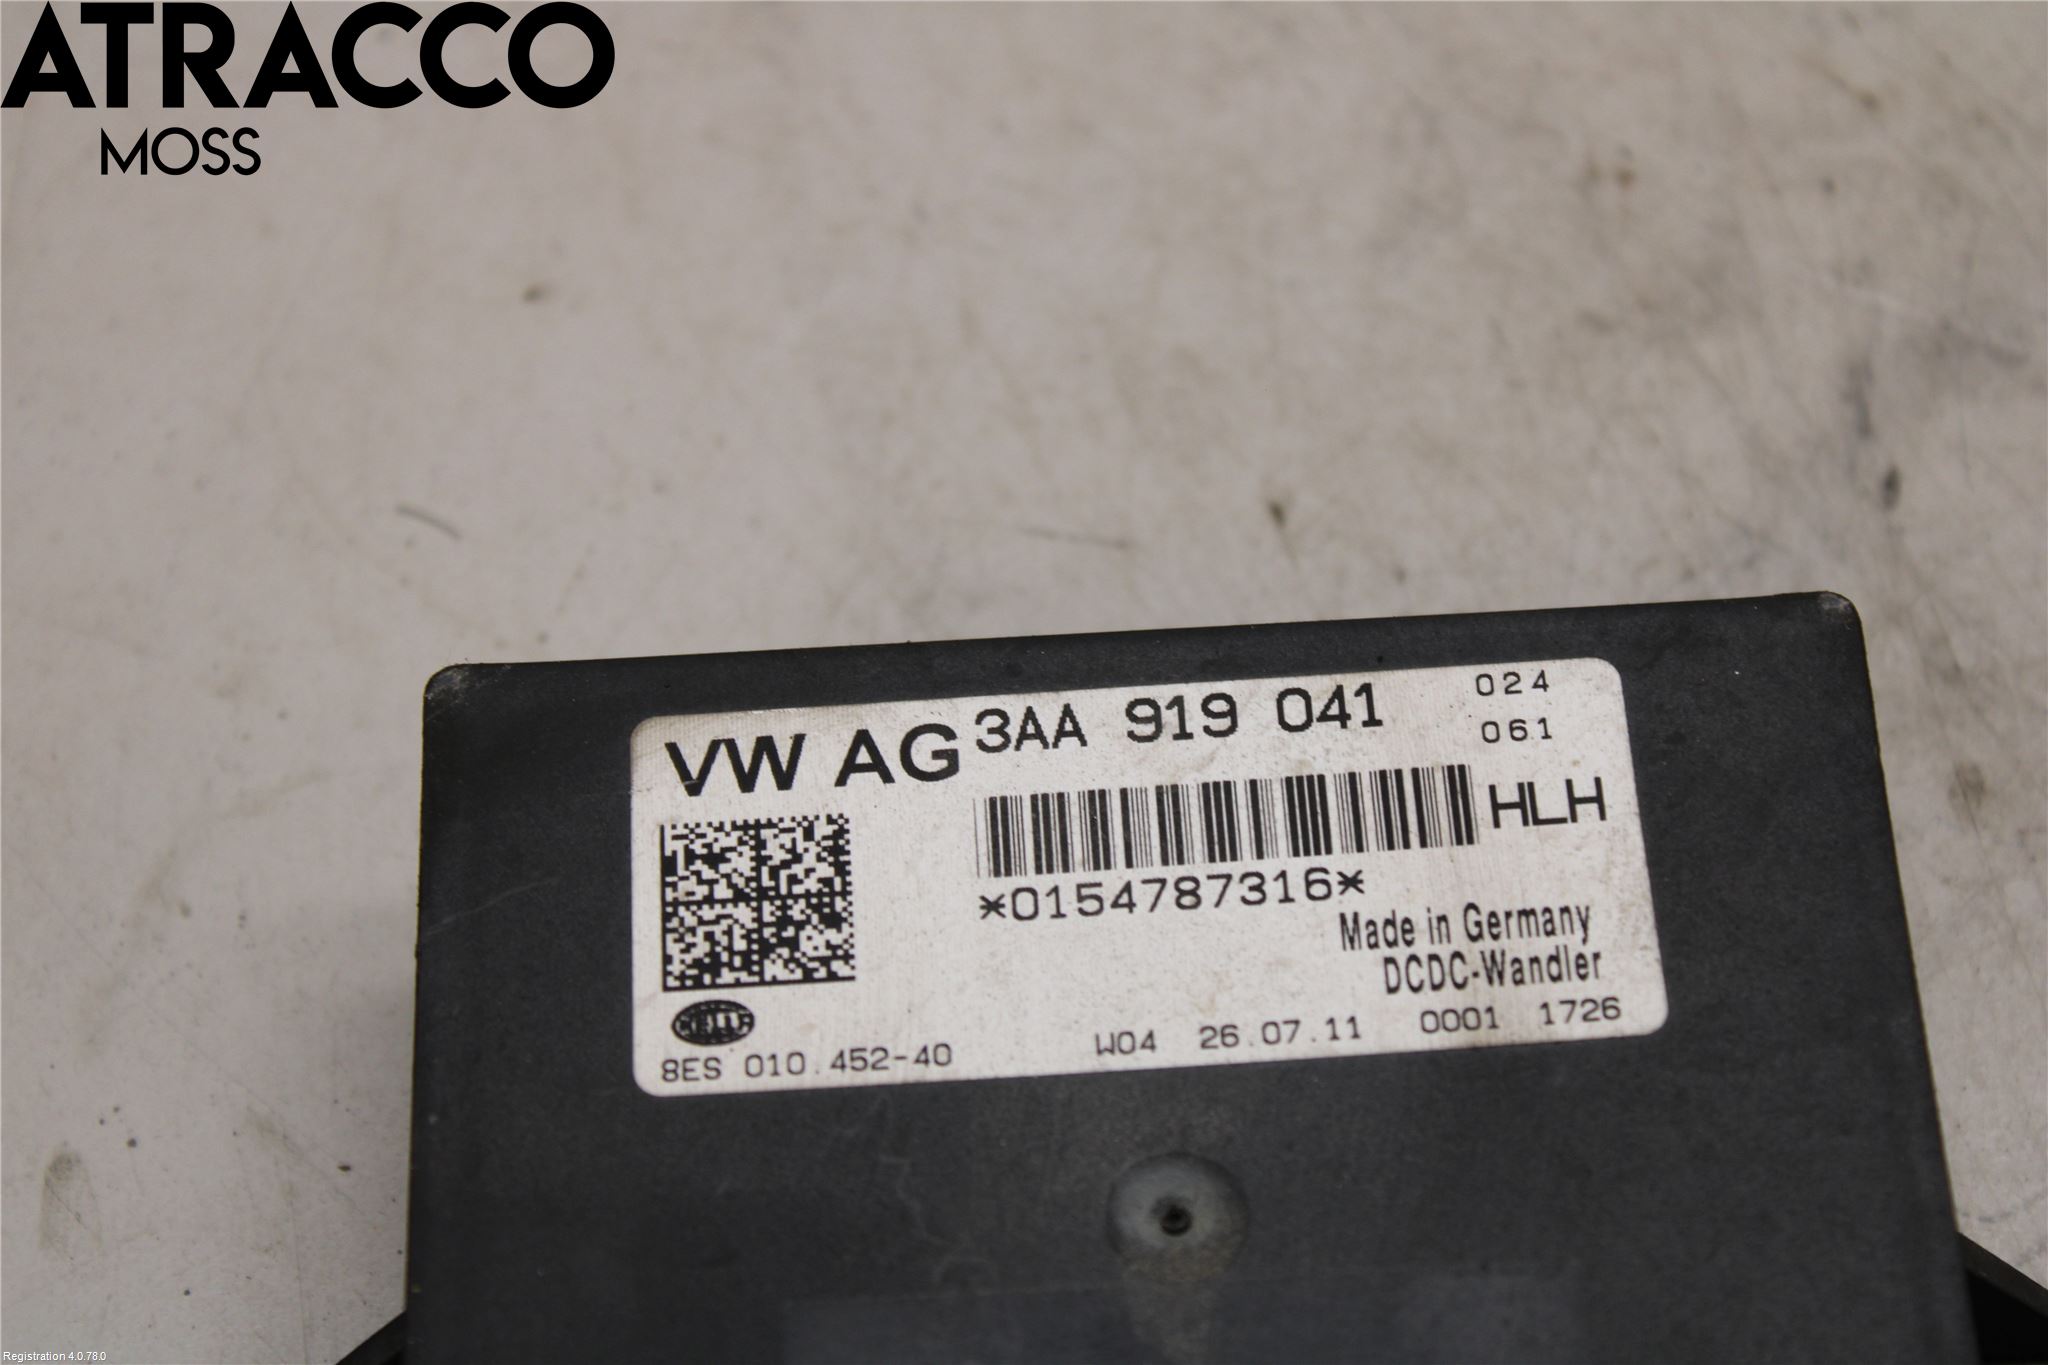 ATRACCO
MOSS
VW AG 3AA 919 041
024
061
HLH
*0154787316*
Made in Germany
DCDC-Wandler
HELLA
8ES 010.452-40 W04 26.07.11 0001 1726
Registration 4.0.78.0